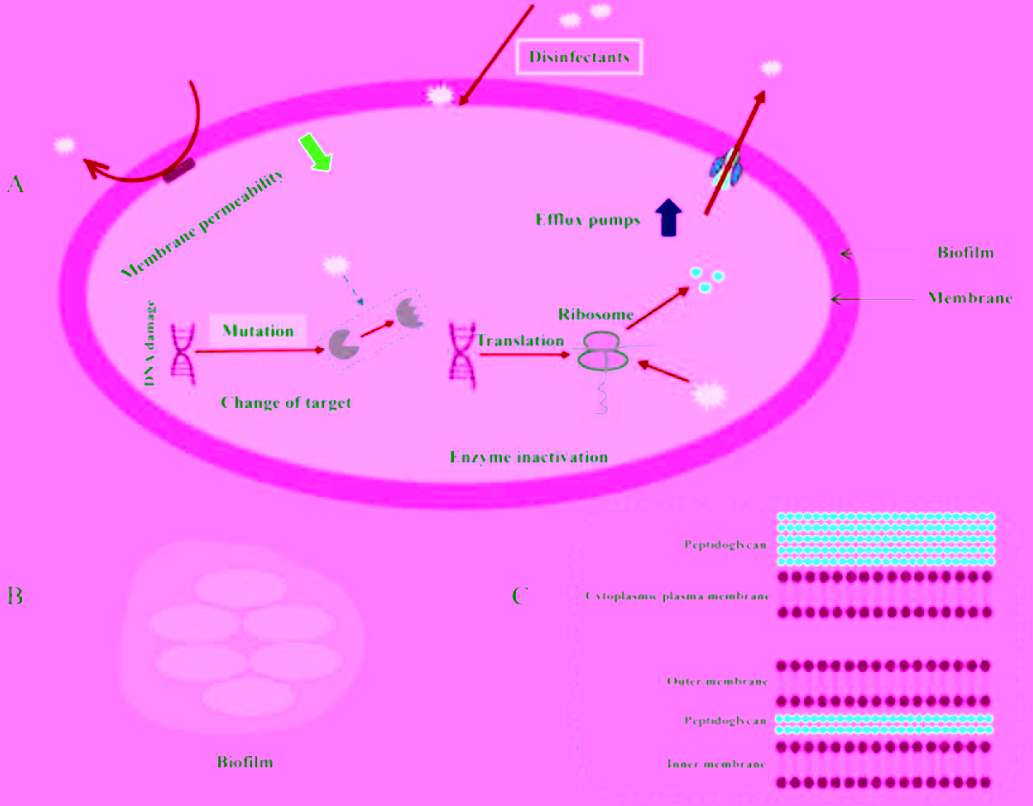 Disinfectants
A
Membrane permeability
Efflux pumps
Biofilm
Membrane
DNA damage
Mutation
Ribosome
Translation
Change of target
Enzyme inactivation
B
Biofilm
C
Peptidoglycan
Cytoplasmic plasma membrane
Outer membrane
Peptidoglycan
Inner membrane